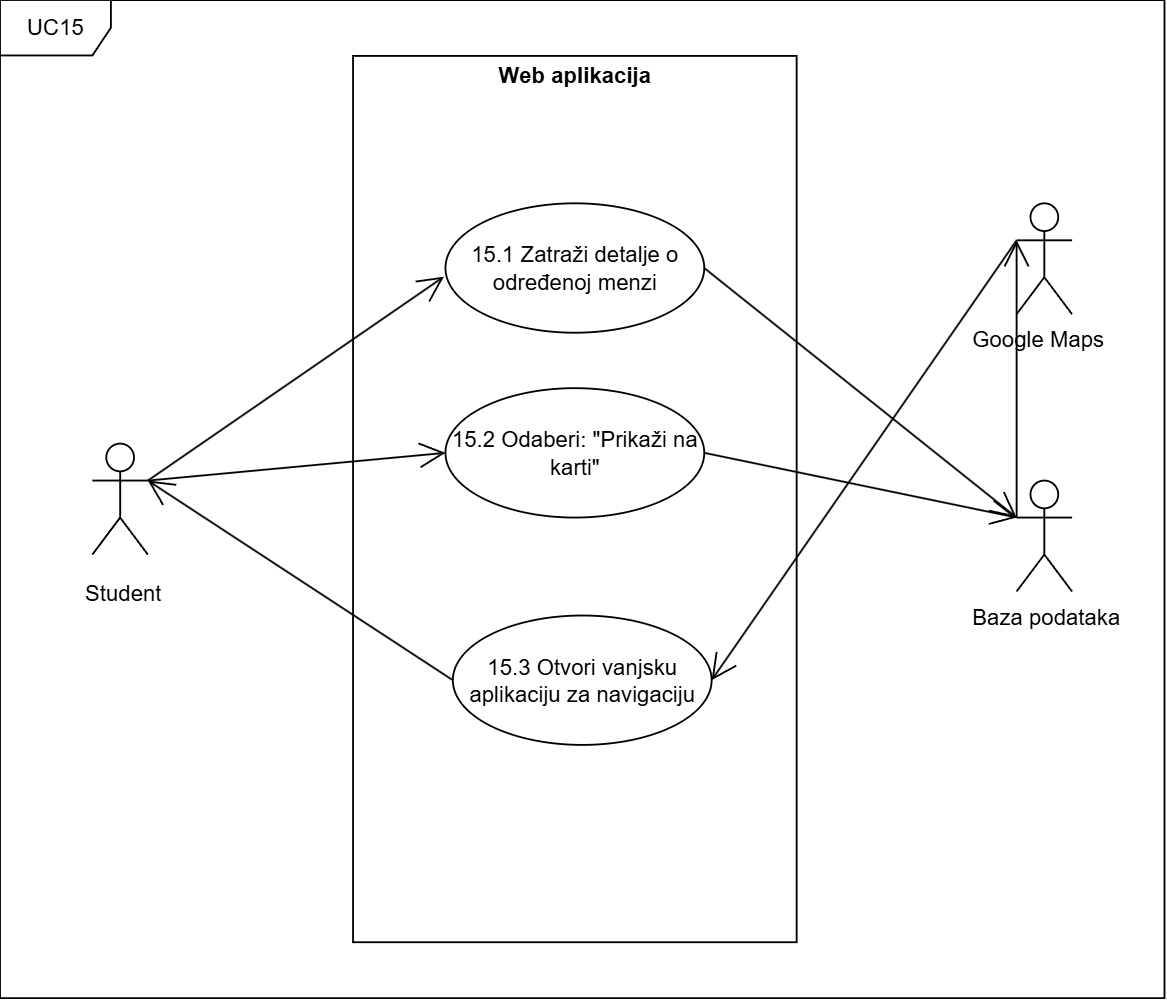 UC15
Web aplikacija
15.1 Zatraži detalje o
određenoj menzi
Google Maps
15.2 Odaberi: "Prikaži na
karti"
Student
Baza podataka
15.3 Otvori vanjsku
aplikaciju za navigaciju